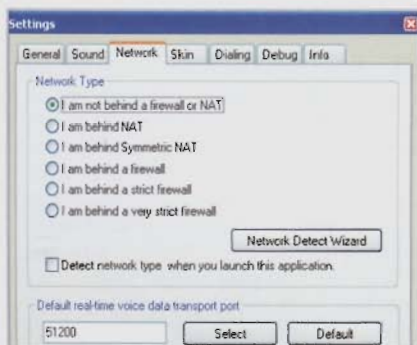 Settings
General Sound Network Skin Dialing Debug Info
Network Type
I am not behind a firewall or NAT
I am behind NAT
I am behind Symmetric NAT
I am behind a firewall
I am behind a strict firewall
I am behind a very strict firewall
Network Detect Wizard
Detect network type when you launch this application.
Default real-time voice data transport port
51200 Select Default